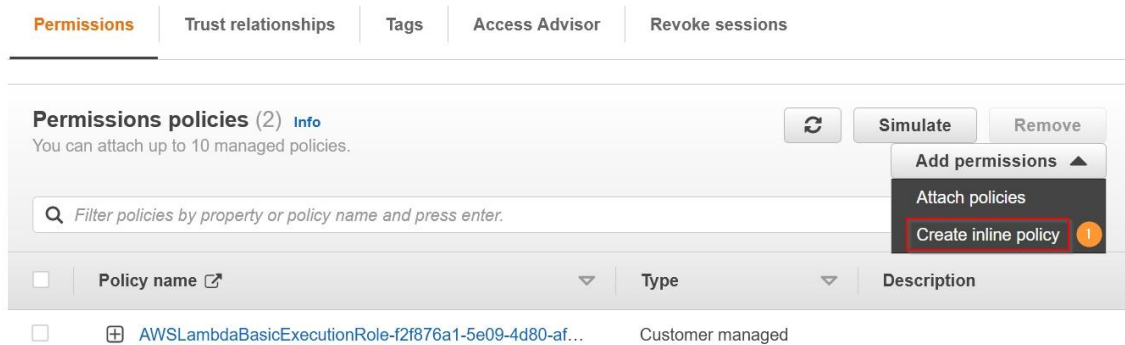 Permissions Trust relationships Tags Access Advisor Revoke sessions
Permissions policies (2) Info
You can attach up to 10 managed policies.
Simulate Remove
Add permissions
Attach policies
Filter policies by property or policy name and press enter.
Create inline policy 1
Policy name Type Description
AWSLambdaBasicExecutionRole-f2f876a1-5e09-4d80-af... Customer managed